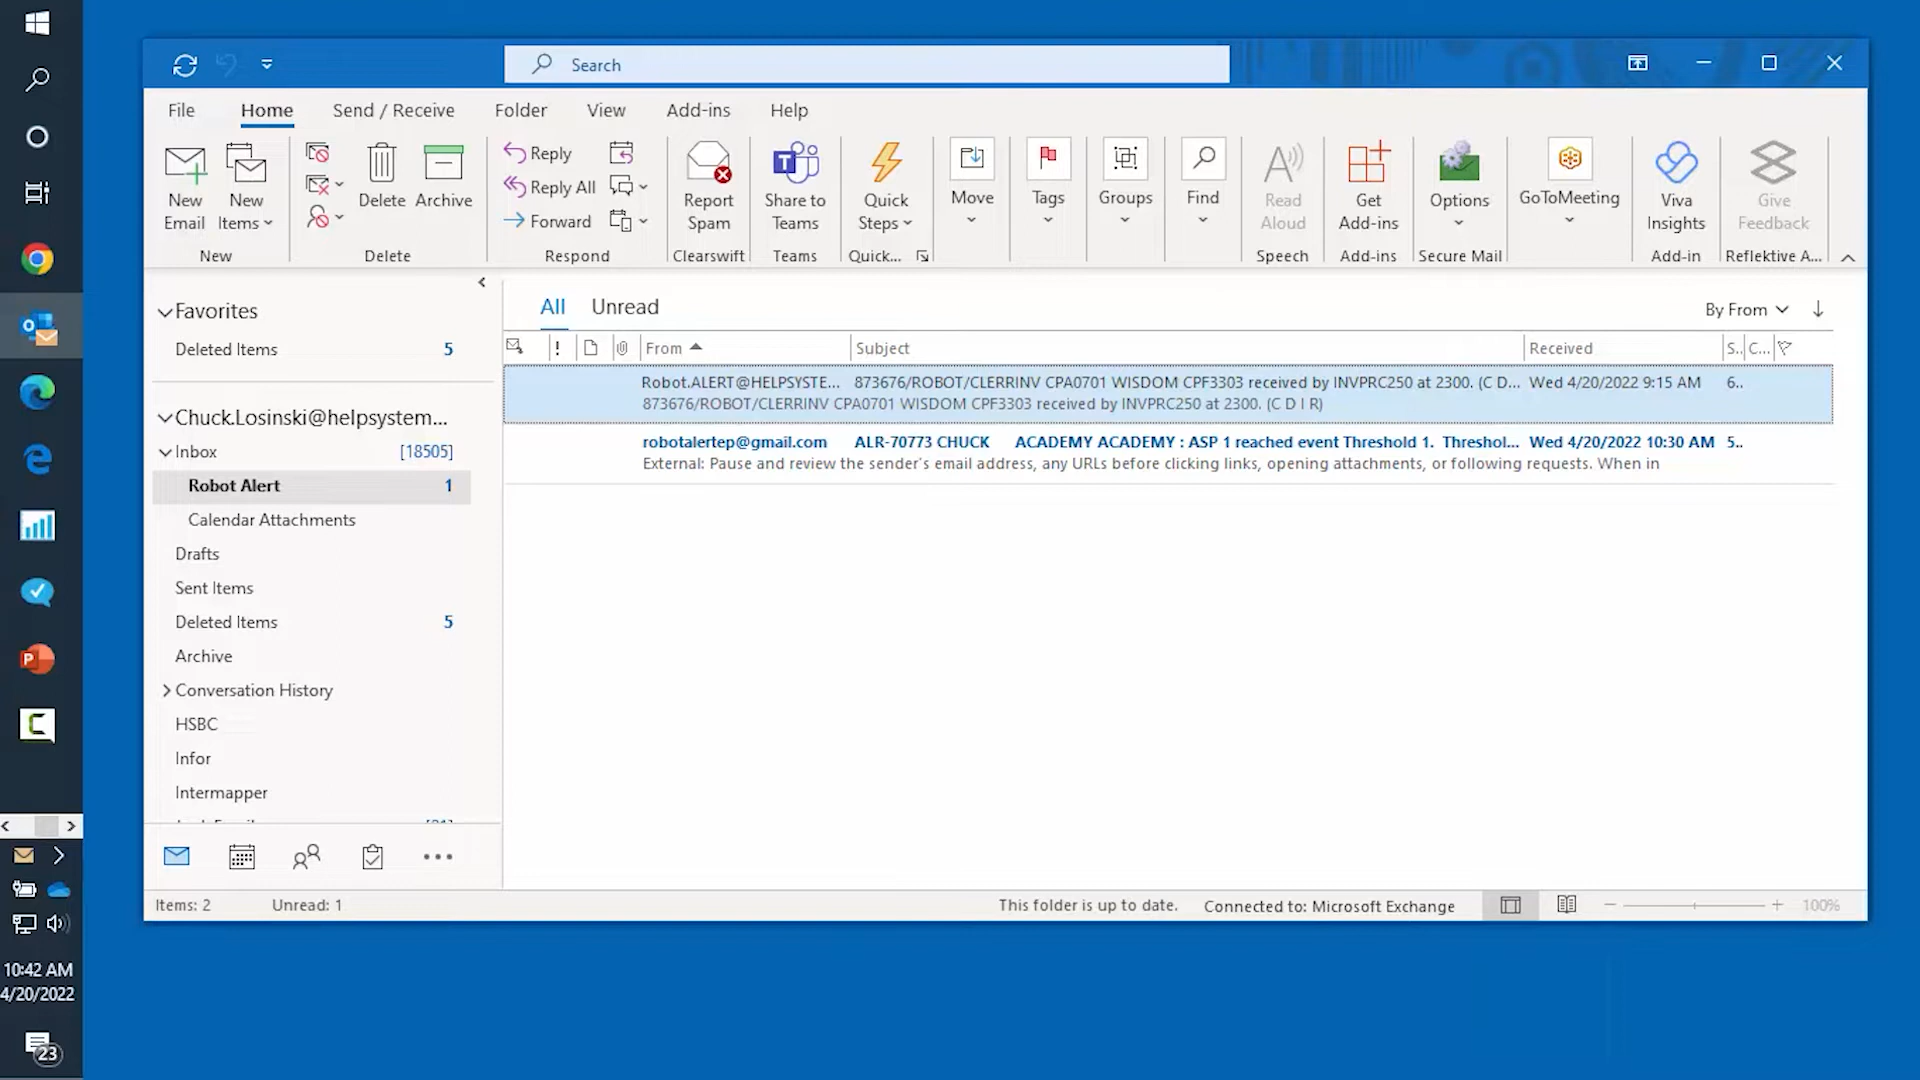 Search
File Home Send / Receive Folder View Add-ins Help
New Email
New Items
Delete
Archive
Reply
Reply All
Forward
Report Spam
Share to Teams
Quick Steps
Move
Tags
Groups
Find
Read Aloud
Get Add-ins
Options
GoToMeeting
Viva Insights
Give Feedback
New Delete Respond Clearswift Teams Quick... Speech Add-ins Secure Mail Add-in Reflektive A...
Favorites
Deleted Items 5
Chuck.Losinski@helpsystem...
Inbox [18505]
Robot Alert 1
Calendar Attachments
Drafts
Sent Items
Deleted Items 5
Archive
Conversation History
HSBC
Infor
Intermapper
All Unread By From
! From Subject Received S.. C...
Robot.ALERT@HELPSYSTE... 873676/ROBOT/CLERRINV CPA0701 WISDOM CPF3303 received by INVPRC250 at 2300. (C D... Wed 4/20/2022 9:15 AM 6..
873676/ROBOT/CLERRINV CPA0701 WISDOM CPF3303 received by INVPRC250 at 2300. (C D I R)
robotalertep@gmail.com ALR-70773 CHUCK ACADEMY ACADEMY : ASP 1 reached event Threshold 1. Threshol... Wed 4/20/2022 10:30 AM 5..
External: Pause and review the sender's email address, any URLs before clicking links, opening attachments, or following requests. When in
Items: 2 Unread: 1 This folder is up to date. Connected to: Microsoft Exchange 100%
10:42 AM
4/20/2022
23